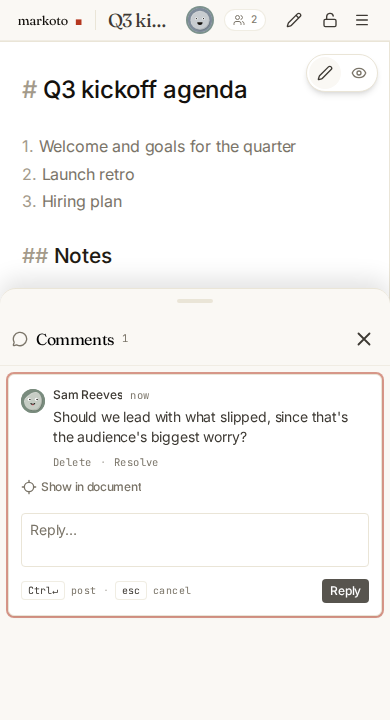 markoto
Q3 ki...
2
# Q3 kickoff agenda
1. Welcome and goals for the quarter
2. Launch retro
3. Hiring plan
## Notes
Comments 1
Sam Reeves now
Should we lead with what slipped, since that's
the audience's biggest worry?
Delete · Resolve
Show in document
Reply...
Ctrl↵ post · esc cancel
Reply